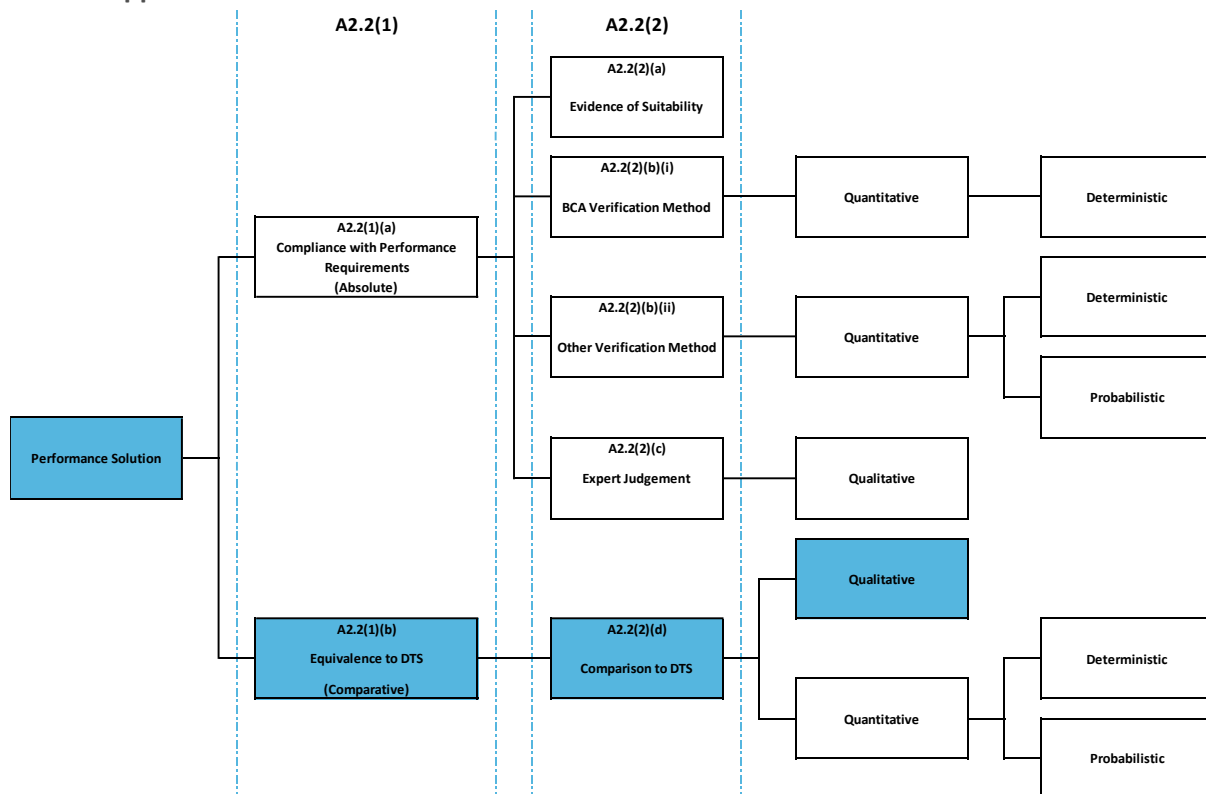 A2.2(1)
A2.2(2)
A2.2(2)(a)
Evidence of Suitability
A2.2(2)(b)(i)
BCA Verification Method
Quantitative
Deterministic
A2.2(1)(a)
Compliance with Performance
Requirements
(Absolute)
A2.2(2)(b)(ii)
Other Verification Method
Quantitative
Deterministic
Probabilistic
Performance Solution
A2.2(2)(c)
Expert Judgement
Qualitative
Qualitative
A2.2(1)(b)
Equivalence to DTS
(Comparative)
A2.2(2)(d)
Comparison to DTS
Quantitative
Deterministic
Probabilistic